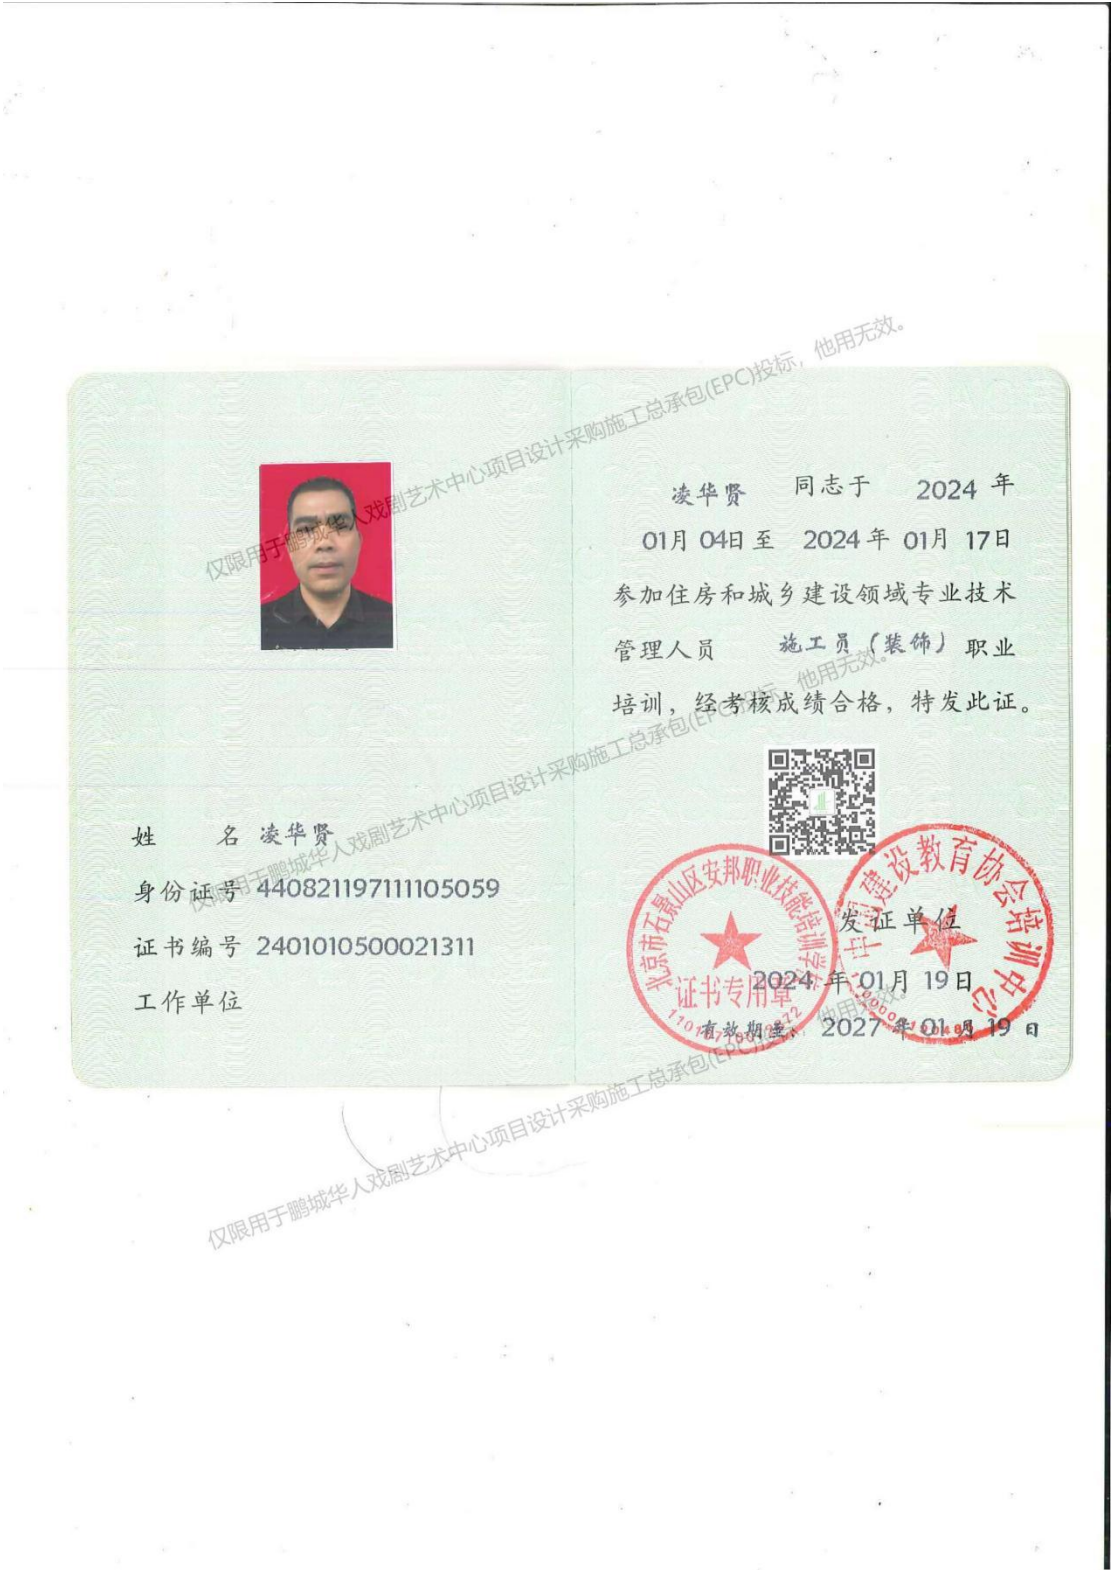 仅限用于鹏城华人戏剧艺术中心项目设计采购施工总承包(EPC)投标，他用无效。
凌华贤 同志于 2024 年
01月 04日 至 2024 年 01月 17日
参加住房和城乡建设领域专业技术
管理人员 施工员（装饰） 职业
培训，经考核成绩合格，特发此证。
仅限用于鹏城华人戏剧艺术中心项目设计采购施工总承包(EPC)投标，他用无效。
姓 名 凌华贤
身份证号 440821197111105059
证书编号 2401010500021311
工作单位
北京市石景山区安邦职业技能培训学校
证书专用章
中国建设教育协会培训中心
发证单位
2024 年 01月 19日
有效期至： 2027 年 01 月 19 日
仅限用于鹏城华人戏剧艺术中心项目设计采购施工总承包(EPC)投标，他用无效。